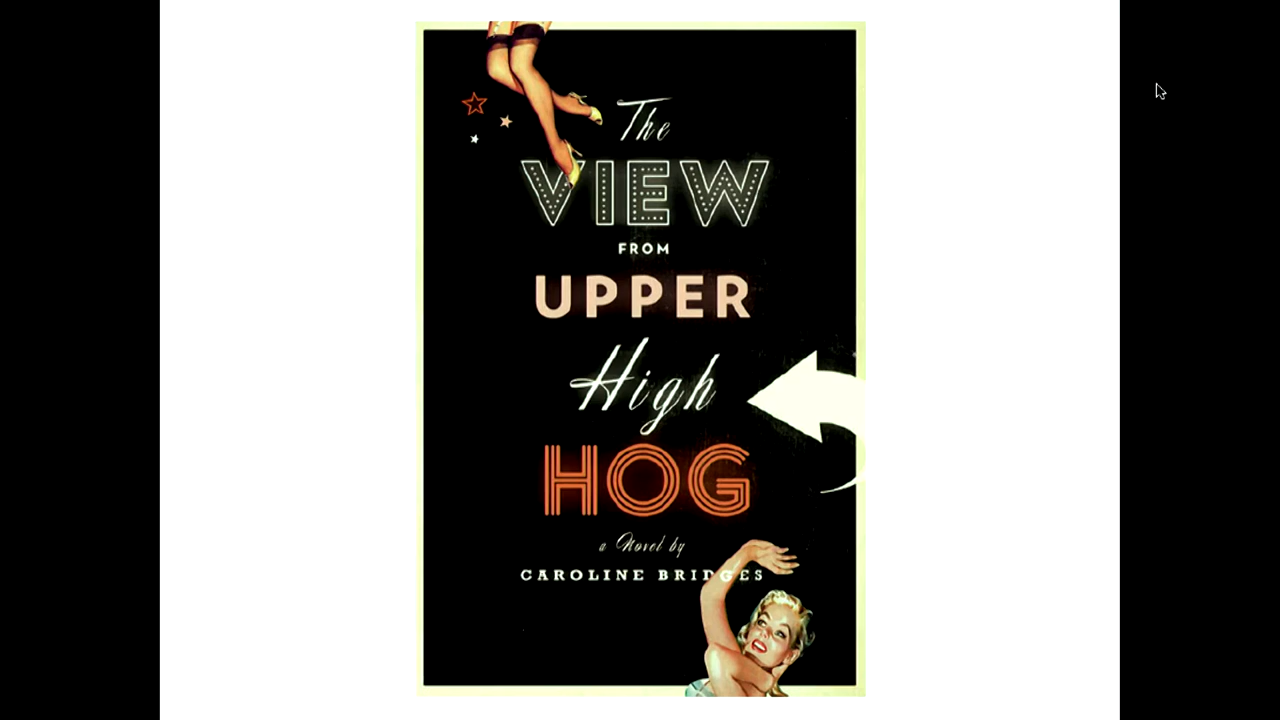 The
VIEW
FROM
UPPER
High
HOG
a Novel by
CAROLINE BRIDGES